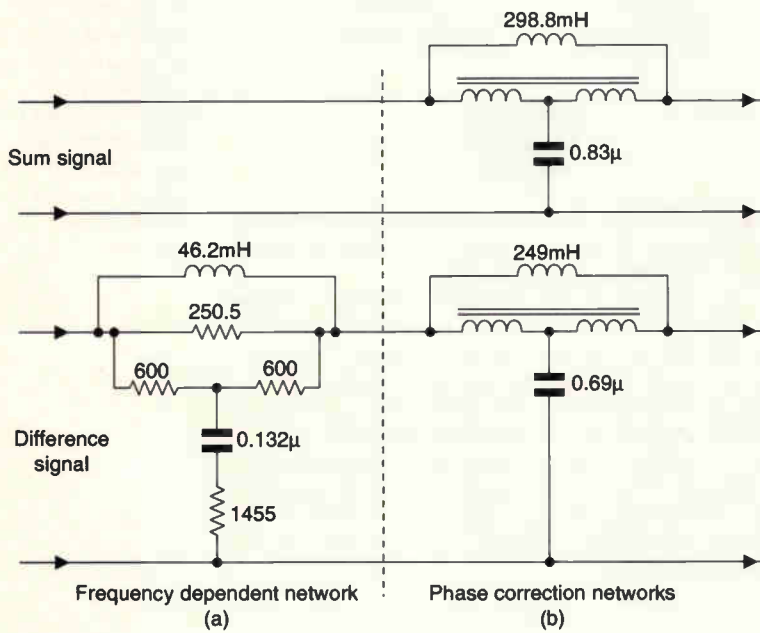 298.8mH
Sum signal
0.83µ
46.2mH
249mH
250.5
600
600
0.69µ
Difference
signal
0.132µ
1455
Frequency dependent network
(a)
Phase correction networks
(b)